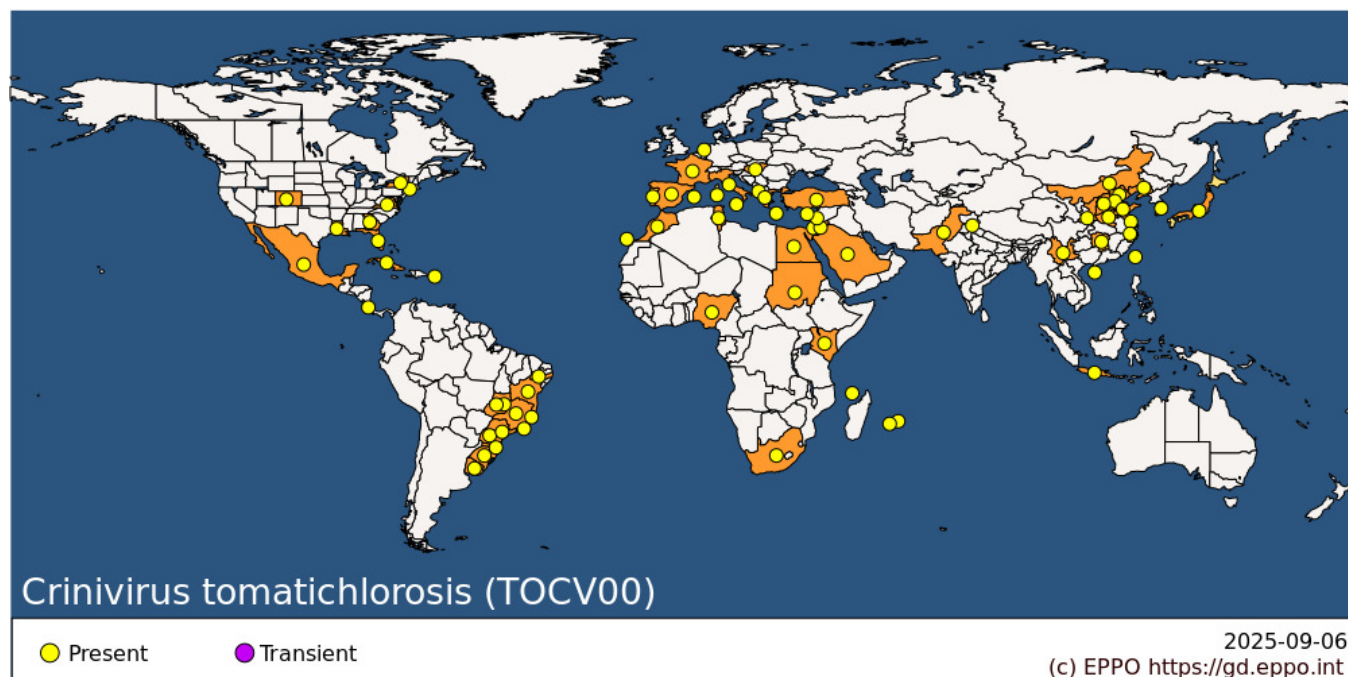 Crinivirus tomatichlorosis (TOCV00)
Present
Transient
2025-09-06
(c) EPPO https://gd.eppo.int